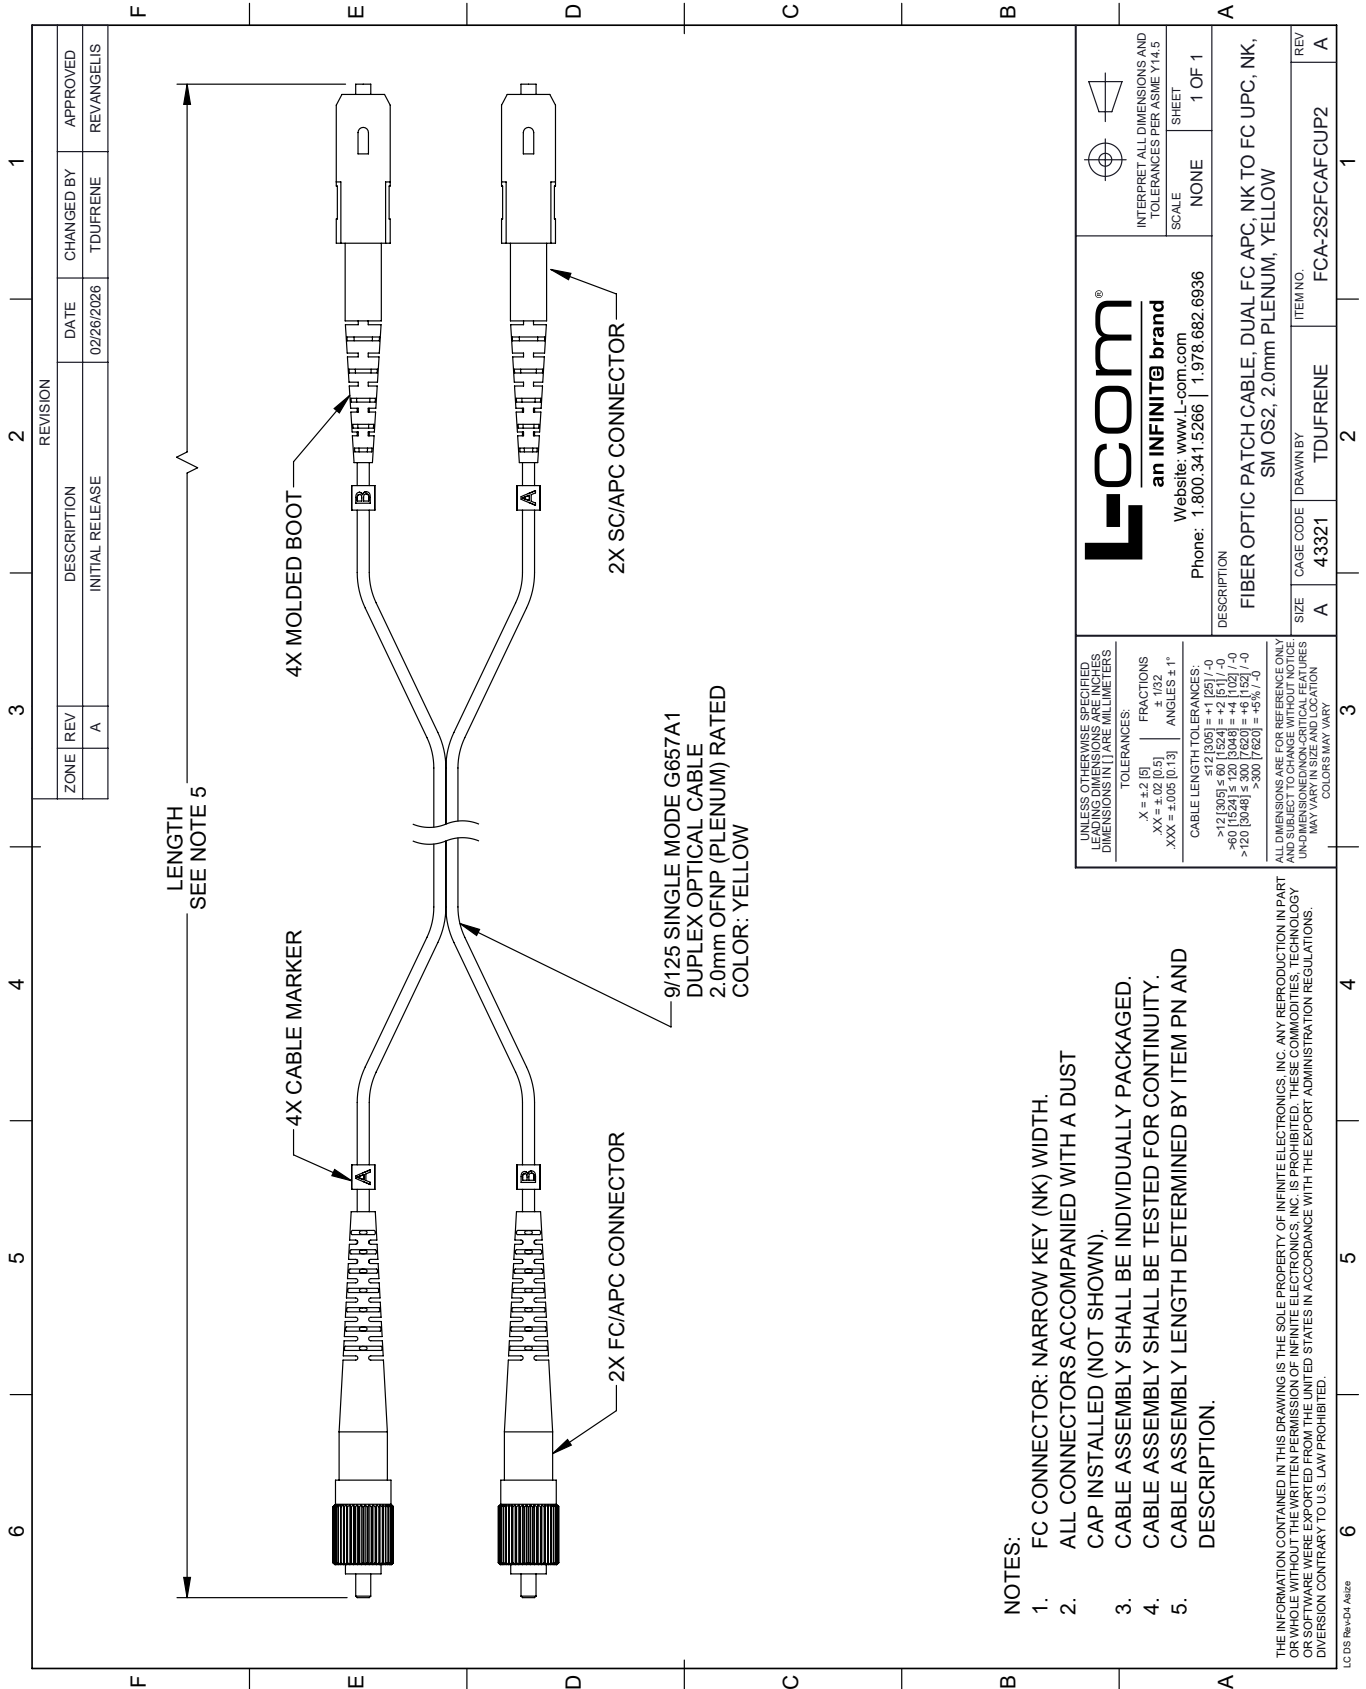 6
5
4
3
2
1
F
E
D
C
B
A
REVISION
ZONE REV DESCRIPTION DATE CHANGED BY APPROVED
A INITIAL RELEASE 02/26/2026 TDUFRENE REVANGELIS
LENGTH
SEE NOTE 5
4X CABLE MARKER
4X MOLDED BOOT
A
B
B
A
2X FC/APC CONNECTOR
2X SC/APC CONNECTOR
9/125 SINGLE MODE G657A1
DUPLEX OPTICAL CABLE
2.0mm OFNP (PLENUM) RATED
COLOR: YELLOW
NOTES:
1. FC CONNECTOR: NARROW KEY (NK) WIDTH.
2. ALL CONNECTORS ACCOMPANIED WITH A DUST
CAP INSTALLED (NOT SHOWN).
3. CABLE ASSEMBLY SHALL BE INDIVIDUALLY PACKAGED.
4. CABLE ASSEMBLY SHALL BE TESTED FOR CONTINUITY.
5. CABLE ASSEMBLY LENGTH DETERMINED BY ITEM PN AND
DESCRIPTION.
THE INFORMATION CONTAINED IN THIS DRAWING IS THE SOLE PROPERTY OF INFINITE ELECTRONICS, INC. ANY REPRODUCTION IN PART
OR WHOLE WITHOUT THE WRITTEN PERMISSION OF INFINITE ELECTRONICS, INC. IS PROHIBITED. THESE COMMODITIES, TECHNOLOGY
OR SOFTWARE WERE EXPORTED FROM THE UNITED STATES IN ACCORDANCE WITH THE EXPORT ADMINISTRATION REGULATIONS.
DIVERSION CONTRARY TO U.S. LAW PROHIBITED.
UNLESS OTHERWISE SPECIFIED
LEADING DIMENSIONS ARE INCHES
DIMENSIONS IN [ ] ARE MILLIMETERS
TOLERANCES:
.X = ±.2 [5] FRACTIONS
.XX = ±.02 [0.5] ± 1/32
.XXX = ±.005 [0.13] ANGLES ± 1°
CABLE LENGTH TOLERANCES:
≤12 [305] = +1 [25] / -0
>12 [305] ≤ 60 [1524] = +2 [51] / -0
>60 [1524] ≤ 120 [3048] = +4 [102] / -0
>120 [3048] ≤ 300 [7620] = +6 [152] / -0
>300 [7620] = +5% / -0
ALL DIMENSIONS ARE FOR REFERENCE ONLY
AND SUBJECT TO CHANGE WITHOUT NOTICE.
UN-DIMENSIONED/NON-CRITICAL FEATURES
MAY VARY IN SIZE AND LOCATION
COLORS MAY VARY
L-com®
an INFINITE brand
Website: www.L-com.com
Phone: 1.800.341.5266 | 1.978.682.6936
INTERPRET ALL DIMENSIONS AND
TOLERANCES PER ASME Y14.5
SCALE SHEET
NONE 1 OF 1
DESCRIPTION
FIBER OPTIC PATCH CABLE, DUAL FC APC, NK TO FC UPC, NK,
SM OS2, 2.0mm PLENUM, YELLOW
SIZE CAGE CODE DRAWN BY ITEM NO. REV
A 43321 TDUFRENE FCA-2S2FCAFCUP2 A
F
E
D
C
B
A
LC DS Rev-D4 Asize
6
5
4
3
2
1